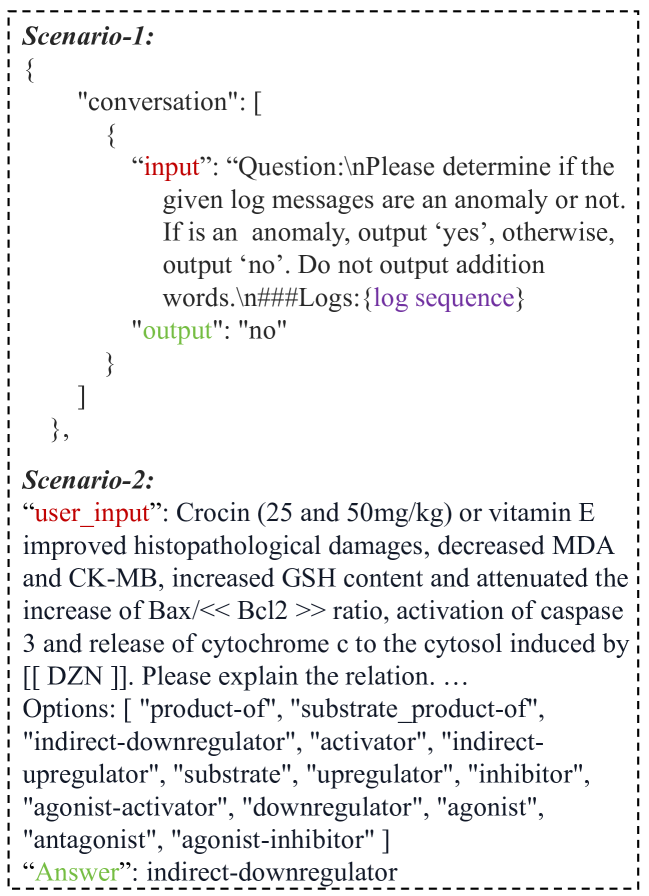 Scenario-1:
{
"conversation": [
{
“input”: “Question:\nPlease determine if the
given log messages are an anomaly or not.
If is an anomaly, output ‘yes’, otherwise,
output ‘no’. Do not output addition
words.\n###Logs:{log sequence}
"output": "no"
}
]
},
Scenario-2:
“user_input”: Crocin (25 and 50mg/kg) or vitamin E
improved histopathological damages, decreased MDA
and CK-MB, increased GSH content and attenuated the
increase of Bax/<< Bcl2 >> ratio, activation of caspase
3 and release of cytochrome c to the cytosol induced by
[[ DZN ]]. Please explain the relation. …
Options: [ "product-of", "substrate_product-of",
"indirect-downregulator", "activator", "indirect-
upregulator", "substrate", "upregulator", "inhibitor",
"agonist-activator", "downregulator", "agonist",
"antagonist", "agonist-inhibitor" ]
“Answer”: indirect-downregulator